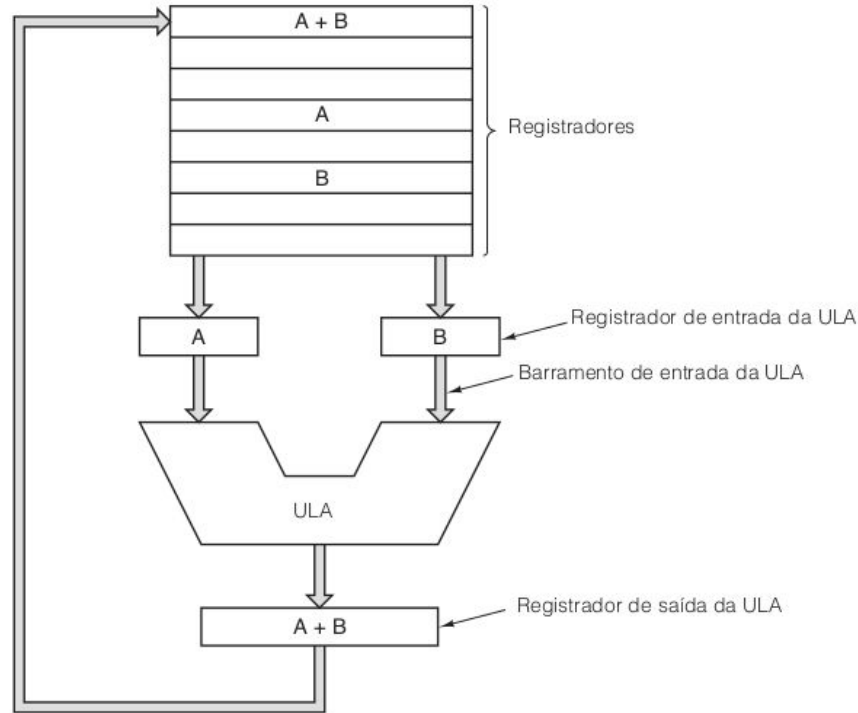 A + B
A
Registradores
B
A
B
Registrador de entrada da ULA
Barramento de entrada da ULA
ULA
Registrador de saída da ULA
A + B